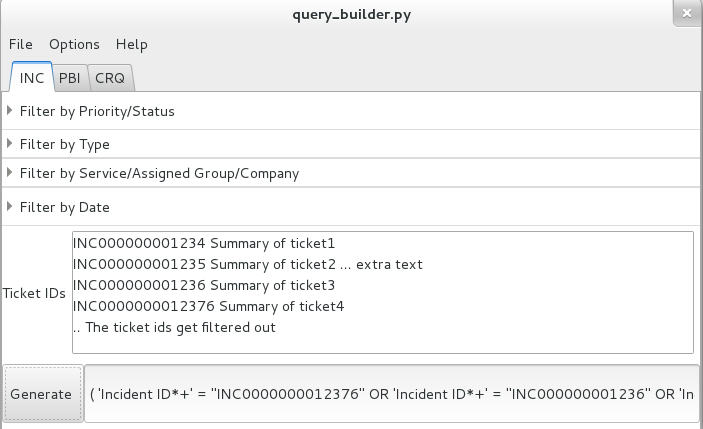 query_builder.py
File Options Help
INC PBI CRQ
Filter by Priority/Status
Filter by Type
Filter by Service/Assigned Group/Company
Filter by Date
Ticket IDs
INC000000001234 Summary of ticket1
INC000000001235 Summary of ticket2 ... extra text
INC000000001236 Summary of ticket3
INC0000000012376 Summary of ticket4
.. The ticket ids get filtered out
Generate ( 'Incident ID*+' = "INC0000000012376" OR 'Incident ID*+' = "INC000000001236" OR 'In